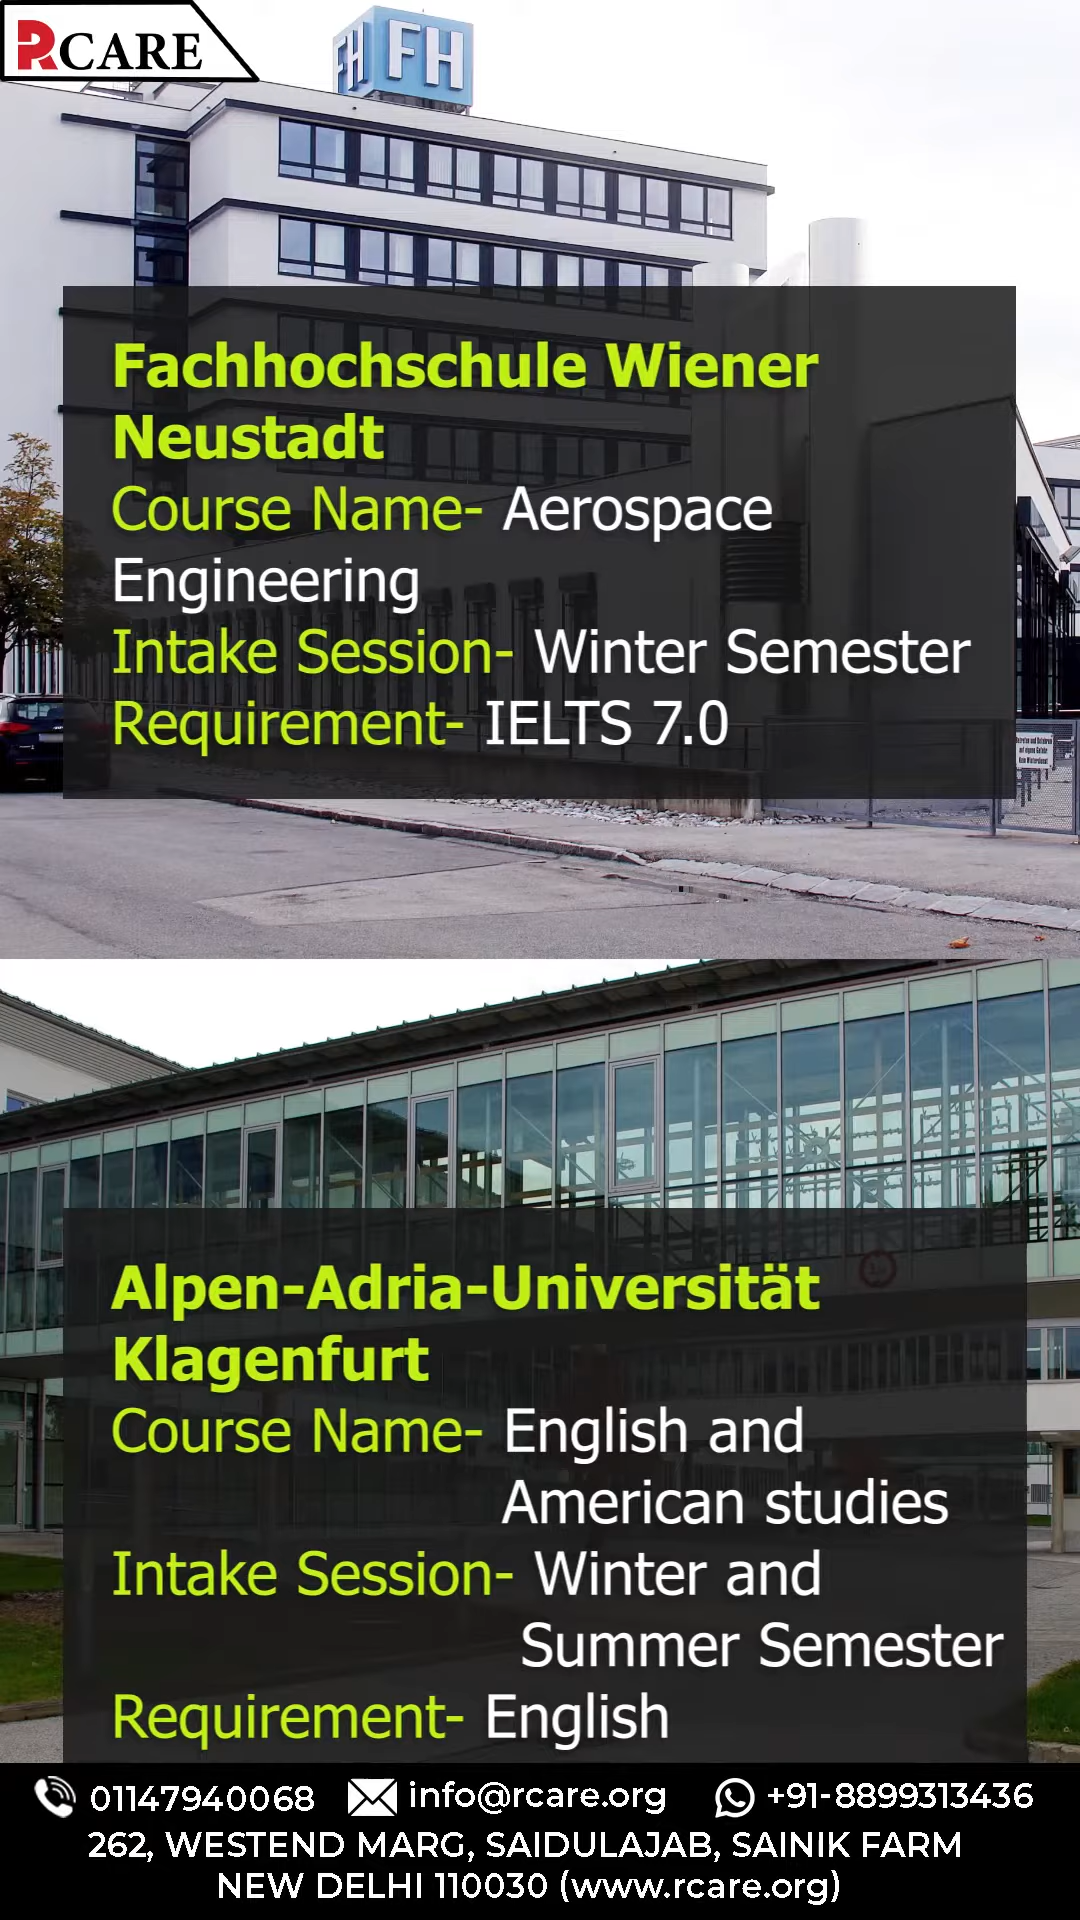 RCARE
FH FH
Fachhochschule Wiener
Neustadt
Course Name- Aerospace
Engineering
Intake Session- Winter Semester
Requirement- IELTS 7.0
Alpen-Adria-Universität
Klagenfurt
Course Name- English and
American studies
Intake Session- Winter and
Summer Semester
Requirement- English
01147940068 info@rcare.org +91-8899313436
262, WESTEND MARG, SAIDULAJAB, SAINIK FARM
NEW DELHI 110030 (www.rcare.org)